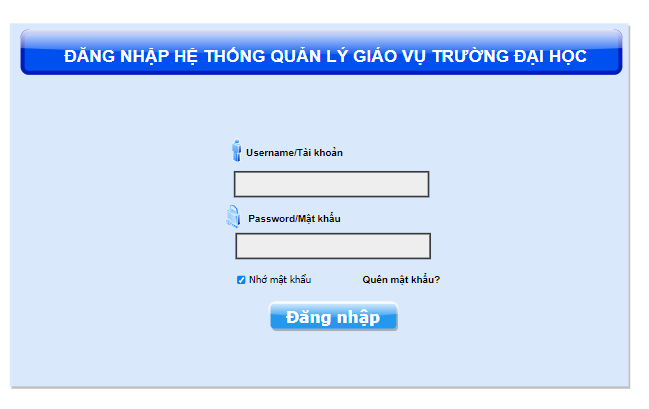 ĐĂNG NHẬP HỆ THỐNG QUẢN LÝ GIÁO VỤ TRƯỜNG ĐẠI HỌC
Username/Tài khoản
Password/Mật khẩu
Nhớ mật khẩu Quên mật khẩu?
Đăng nhập